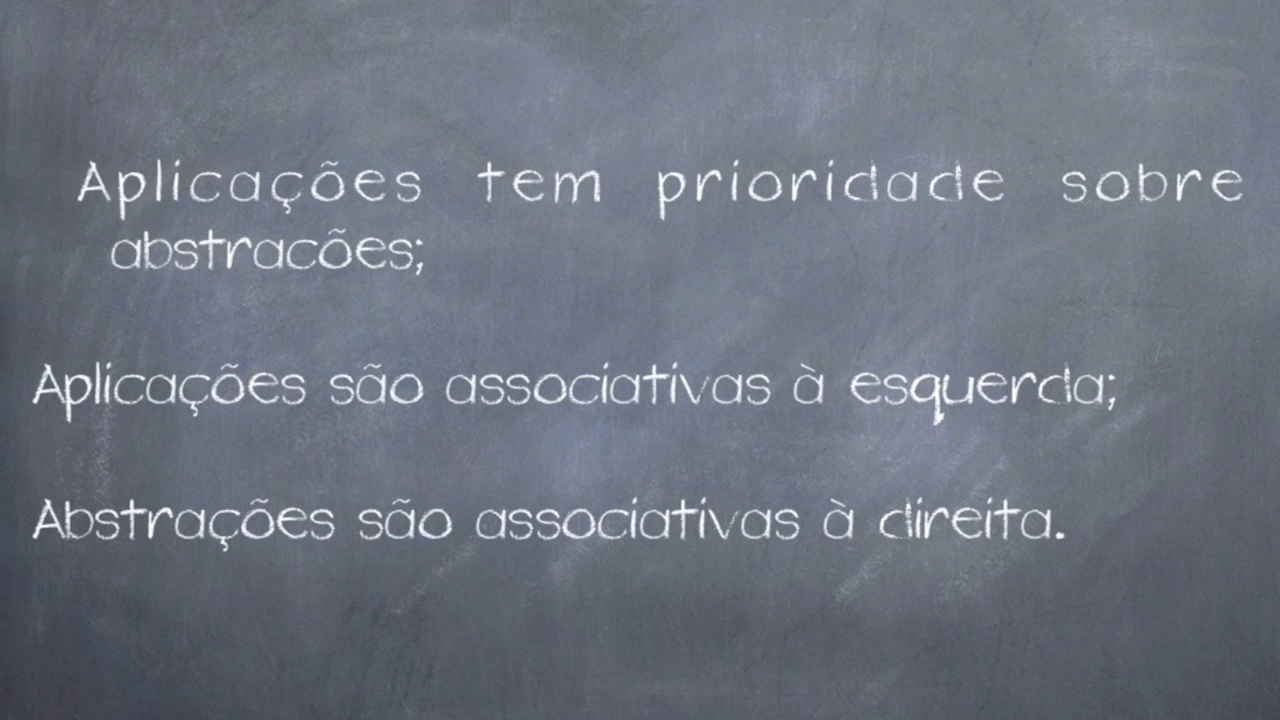 Aplicações tem prioridade sobre
abstracões;
Aplicações são associativas à esquerda;
Abstrações são associativas à direita.